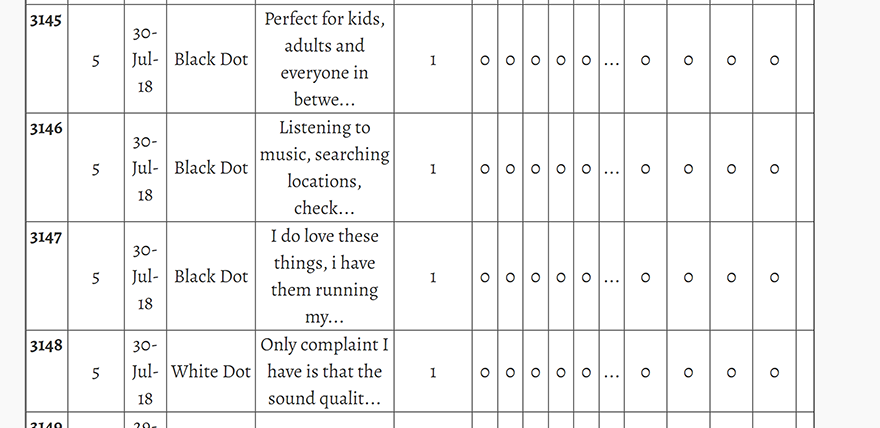 3145 5 30-Jul-18 Black Dot Perfect for kids, adults and everyone in betwe... 1 0 0 0 0 0 ... 0 0 0 0
3146 5 30-Jul-18 Black Dot Listening to music, searching locations, check... 1 0 0 0 0 0 ... 0 0 0 0
3147 5 30-Jul-18 Black Dot I do love these things, i have them running my... 1 0 0 0 0 0 ... 0 0 0 0
3148 5 30-Jul-18 White Dot Only complaint I have is that the sound qualit... 1 0 0 0 0 0 ... 0 0 0 0
3149 29-